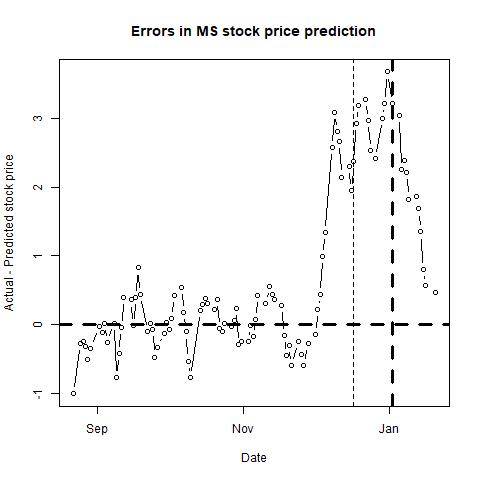 Errors in MS stock price prediction
Actual - Predicted stock price
3
2
1
0
-1
Sep Nov Jan
Date